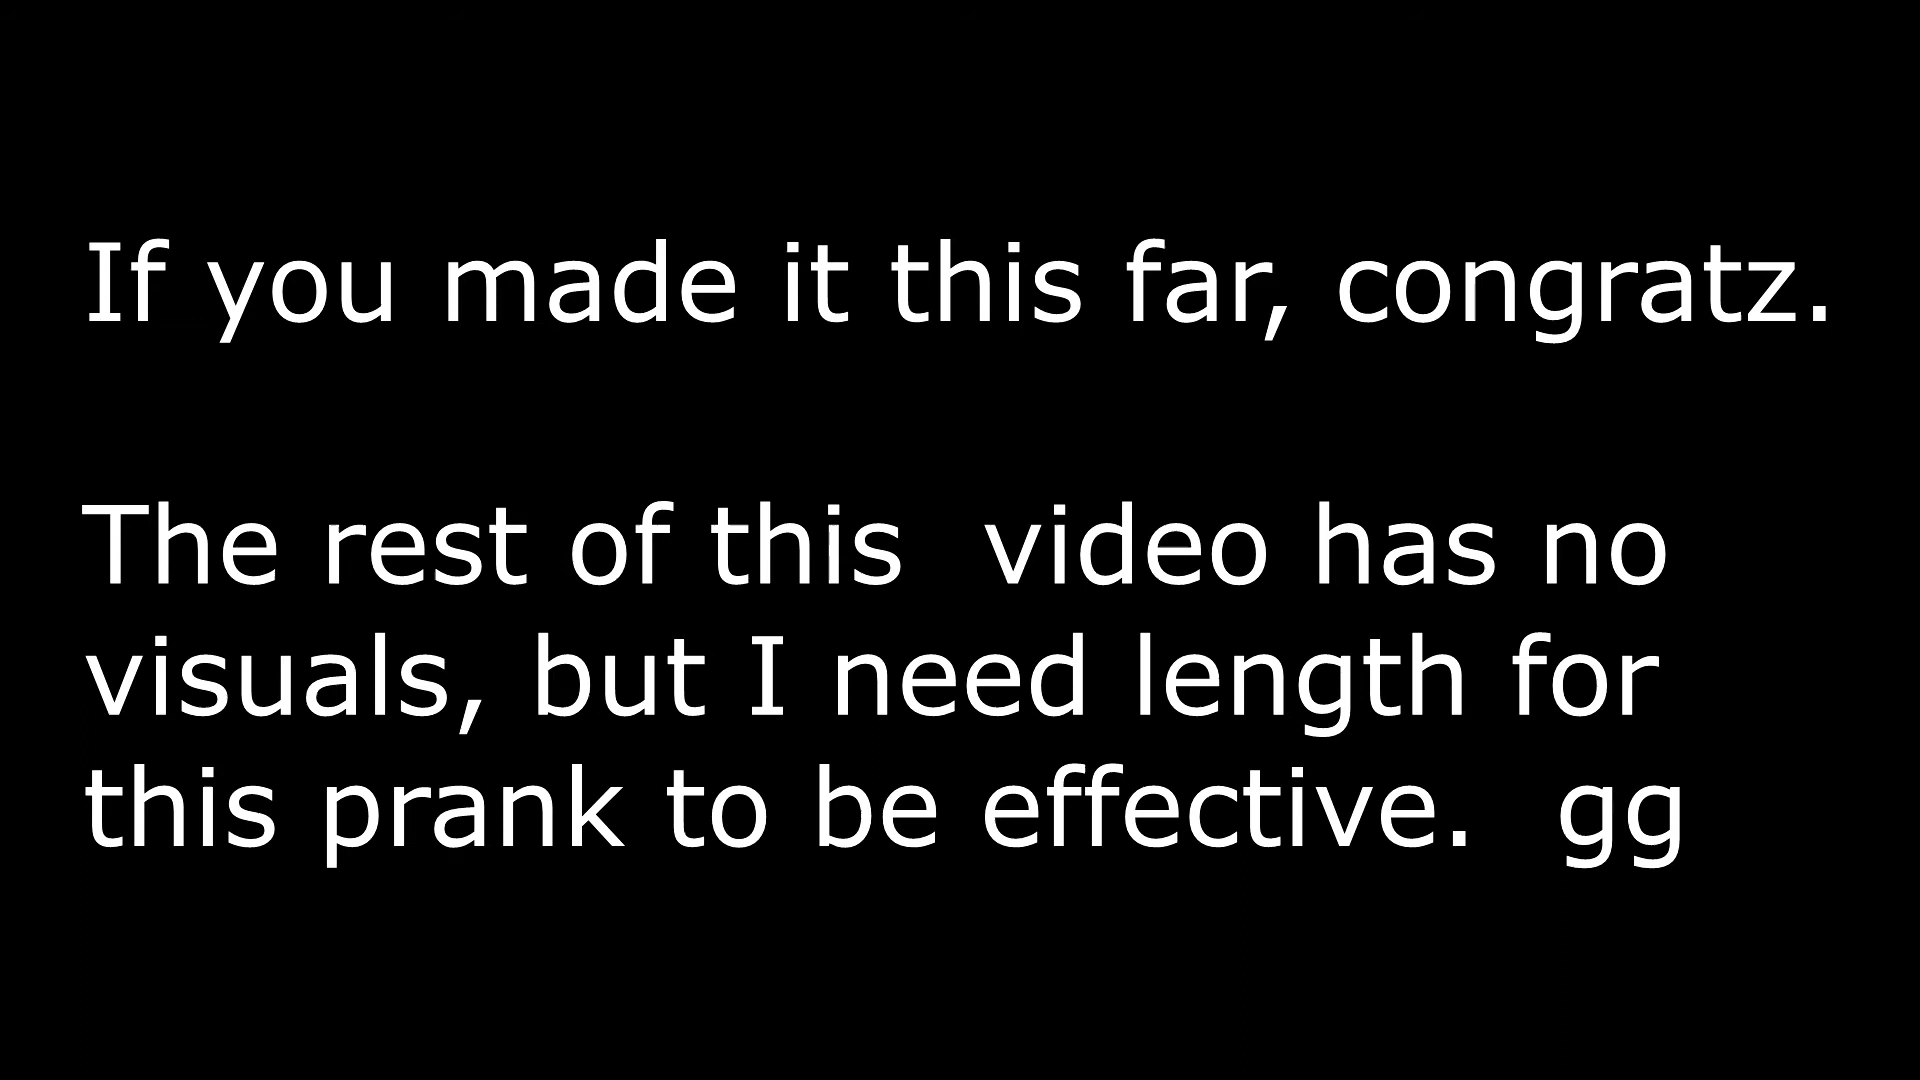 If you made it this far, congratz.
The rest of this  video has no
visuals, but I need length for
this prank to be effective.  gg